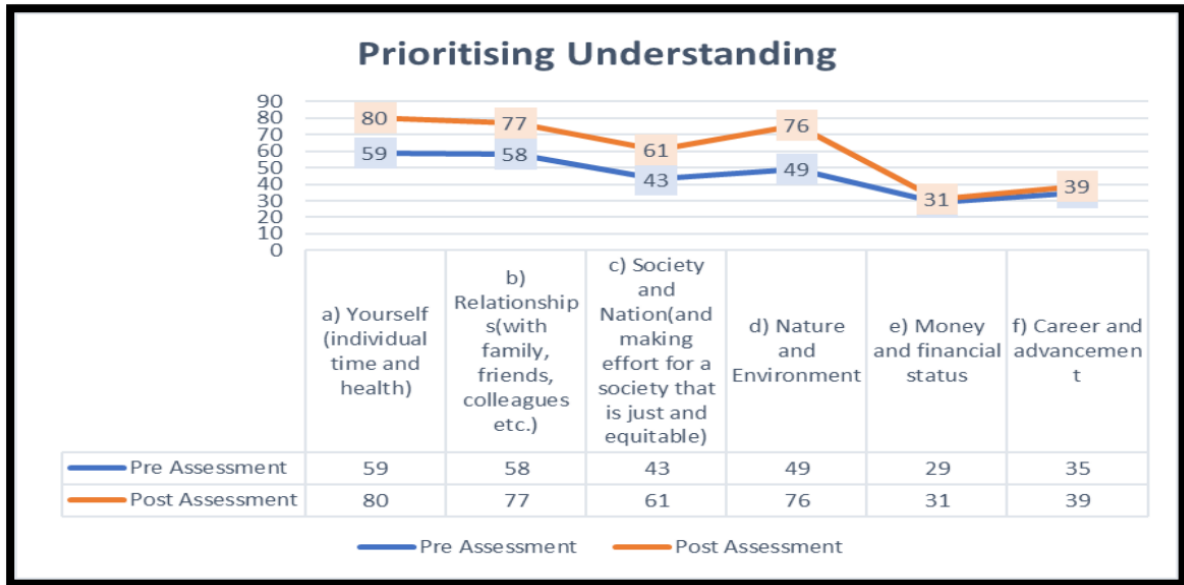 Prioritising Understanding
90
80
70
60
50
40
30
20
10
0
80
77
61
76
31
39
59
58
43
49
a) Yourself
(individual
time and
health)
b)
Relationship
s(with
family,
friends,
colleagues
etc.)
c) Society
and
Nation(and
making
effort for a
society that
is just and
equitable)
d) Nature
and
Environment
e) Money
and financial
status
f) Career and
advancemen
t
Pre Assessment 59 58 43 49 29 35
Post Assessment 80 77 61 76 31 39
Pre Assessment Post Assessment